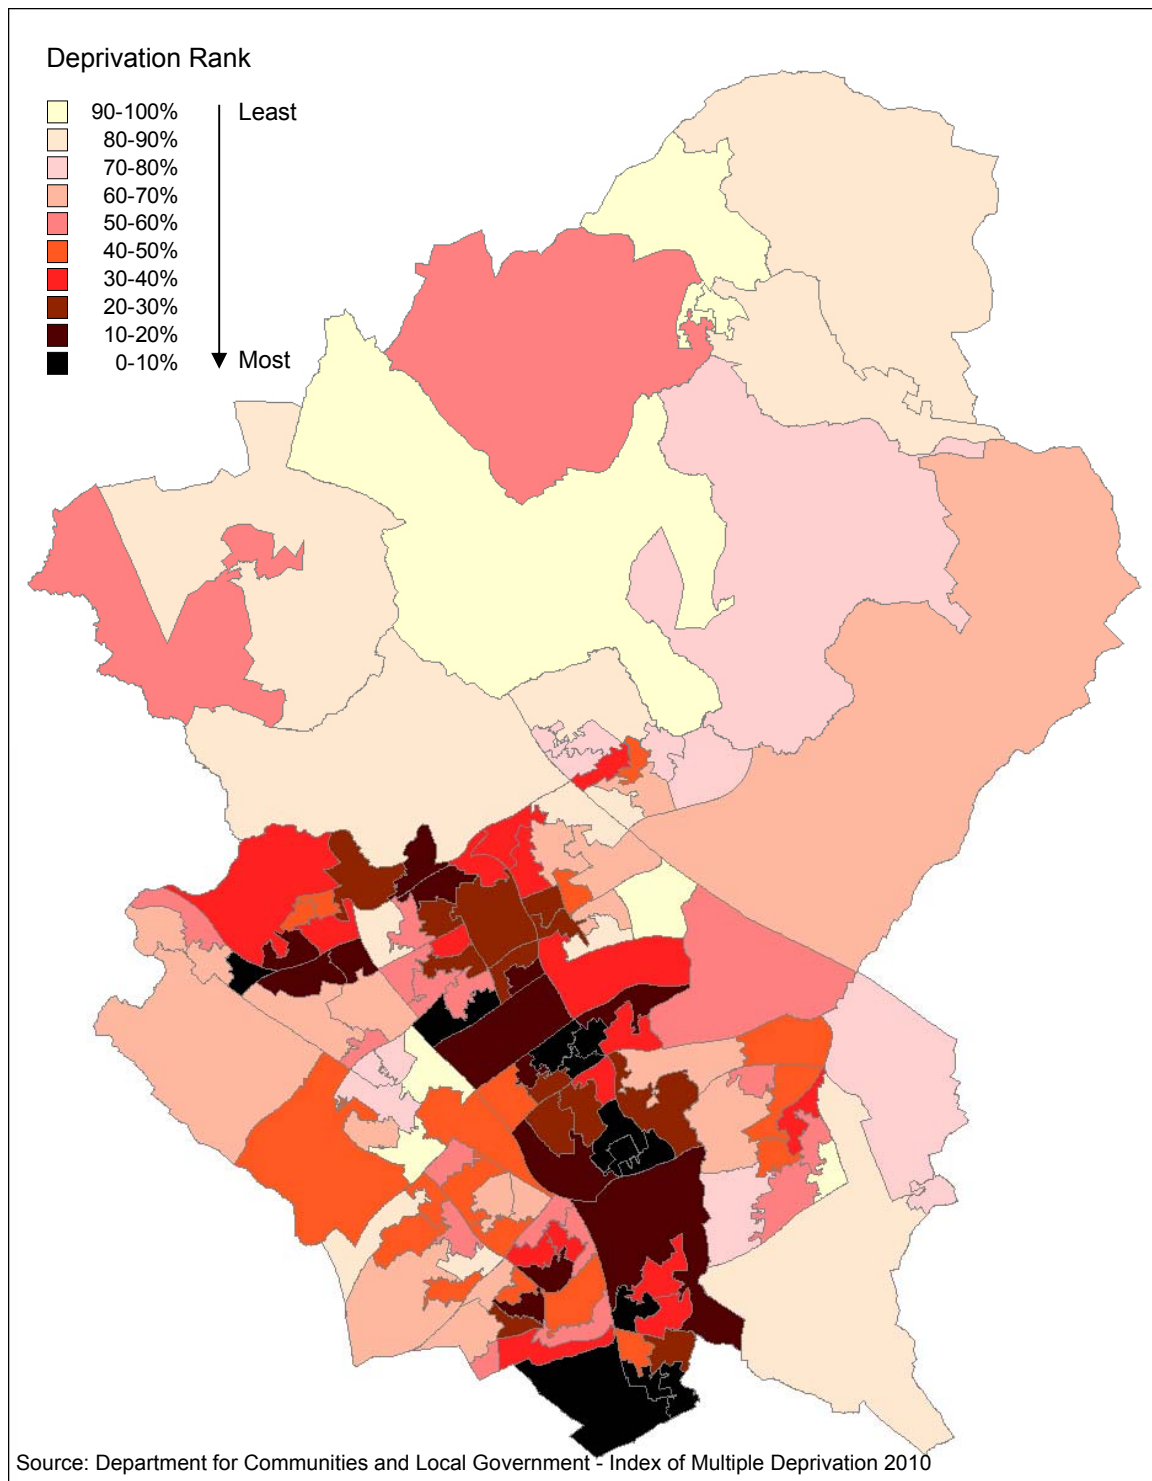 Deprivation Rank
90-100%
Least
80-90%
70-80%
60-70%
50-60%
40-50%
30-40%
20-30%
10-20%
0-10%
Most
Source: Department for Communities and Local Government - Index of Multiple Deprivation 2010